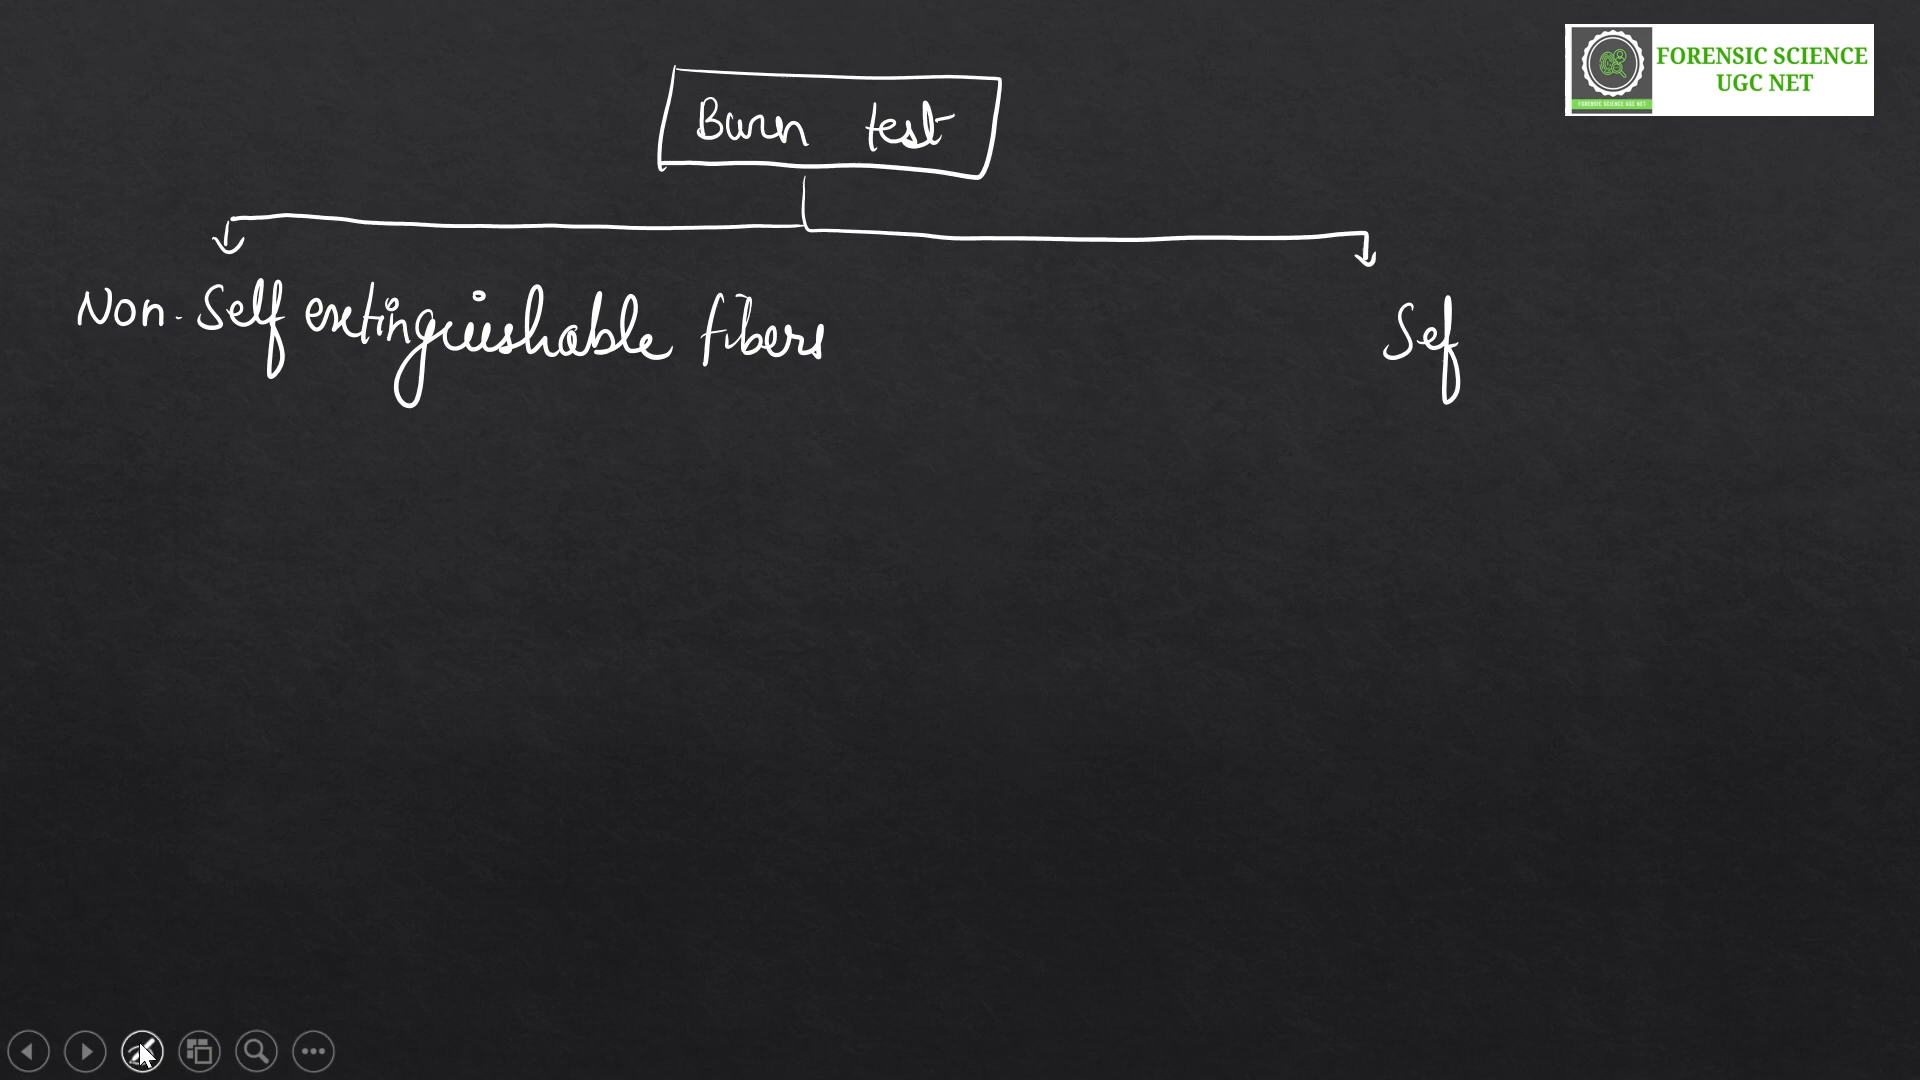 FORENSIC SCIENCE
UGC NET
Burn test
Non-Self extinguishable fibers
Sef